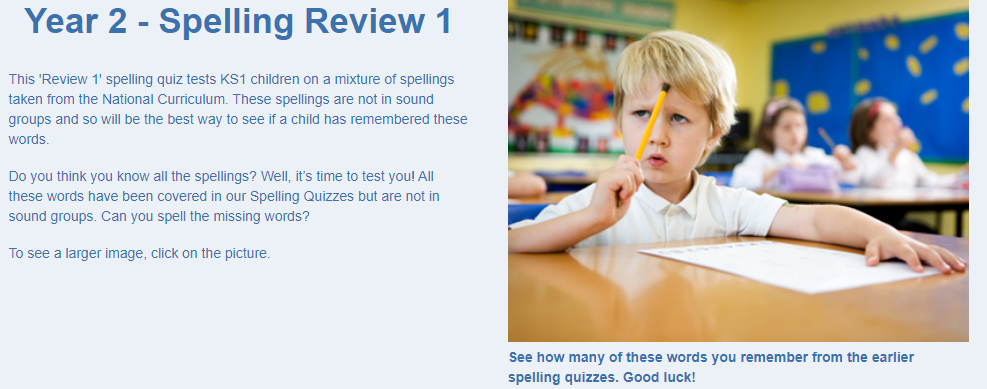 Year 2 - Spelling Review 1
This 'Review 1' spelling quiz tests KS1 children on a mixture of spellings
taken from the National Curriculum. These spellings are not in sound
groups and so will be the best way to see if a child has remembered these
words.
Do you think you know all the spellings? Well, it's time to test you! All
these words have been covered in our Spelling Quizzes but are not in
sound groups. Can you spell the missing words?
To see a larger image, click on the picture.
See how many of these words you remember from the earlier
spelling quizzes. Good luck!